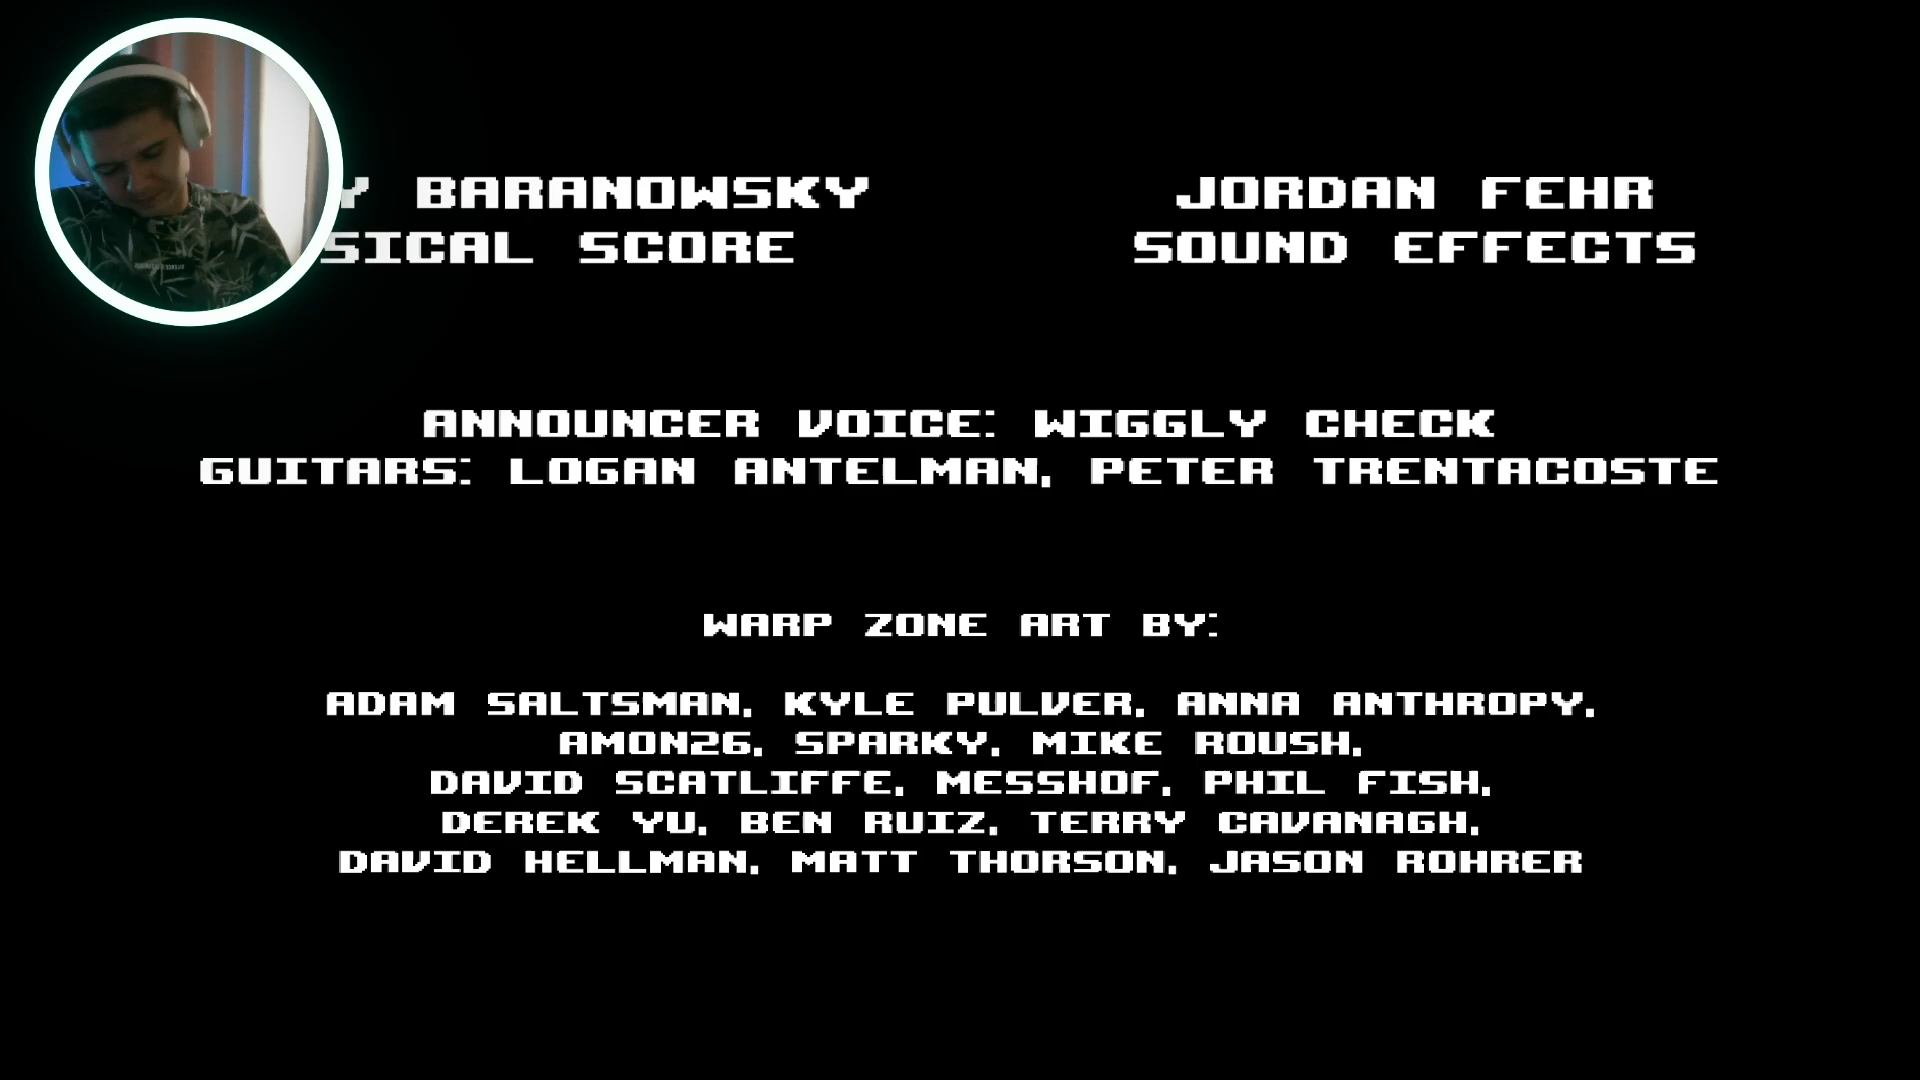 BARANOWSKY
SCORE
JORDAN FEHR
SOUND EFFECTS
ANNOUNCER VOICE: WIGGLY CHECK
GUITARS: LOGAN ANTELMAN, PETER TRENTACOSTE
WARP ZONE ART BY:
ADAM SALTSMAN, KYLE PULVER, ANNA ANTHROPY,
AMON26, SPARKY, MIKE ROUSH,
DAVID SCATLIFFE, MESSHOF, PHIL FISH,
DEREK YU, BEN RUIZ, TERRY CAVANAGH,
DAVID HELLMAN, MATT THORSON, JASON ROHRER